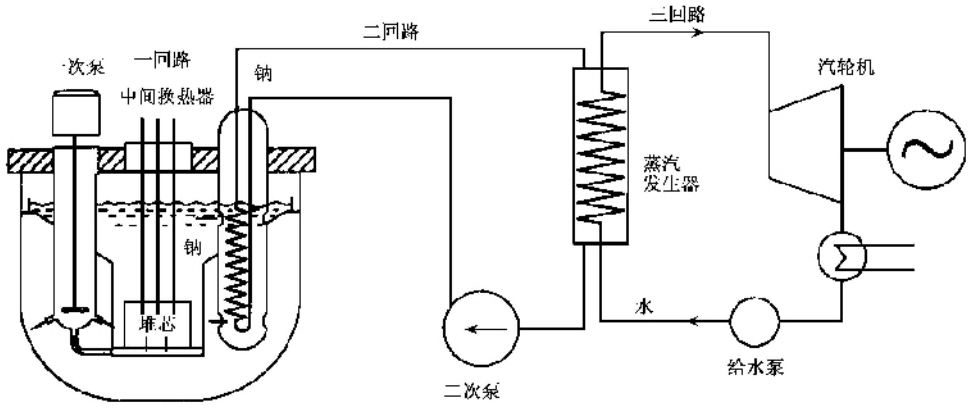 二回路
三回路
一次泵
一回路
中间换热器
钠
汽轮机
蒸汽
发生器
钠
堆芯
水
给水泵
二次泵